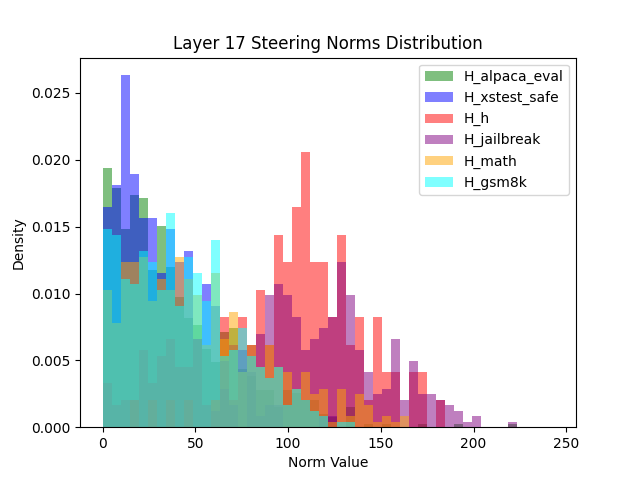 Layer 17 Steering Norms Distribution
H_alpaca_eval
H_xstest_safe
H_h
H_jailbreak
H_math
H_gsm8k
0.025
0.020
0.015
0.010
0.005
0.000
Density
0 50 100 150 200 250
Norm Value